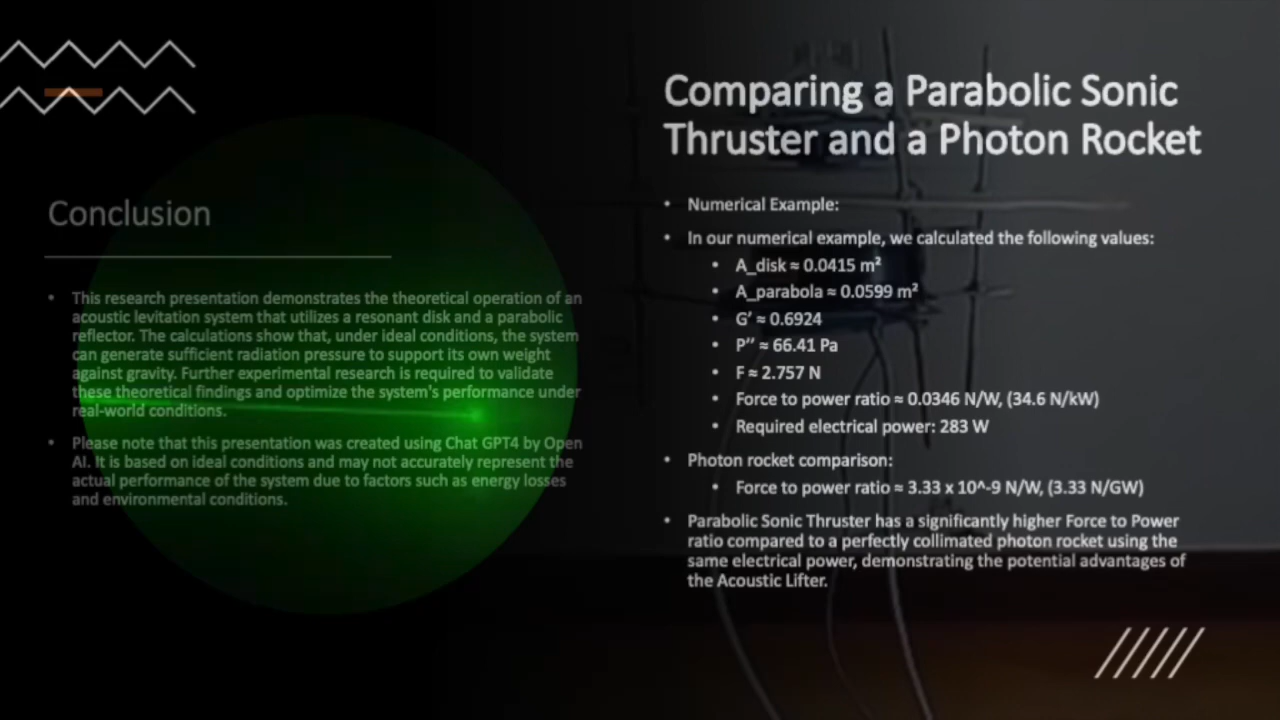 Conclusion
• This research presentation demonstrates the theoretical operation of an
acoustic levitation system that utilizes a resonant disk and a parabolic
reflector. The calculations show that, under ideal conditions, the system
can generate sufficient radiation pressure to support its own weight
against gravity. Further experimental research is required to validate
these theoretical findings and optimize the system's performance under
real-world conditions.
• Please note that this presentation was created using Chat GPT4 by Open
AI. It is based on ideal conditions and may not accurately represent the
actual performance of the system due to factors such as energy losses
and environmental conditions.
Comparing a Parabolic Sonic
Thruster and a Photon Rocket
• Numerical Example:
• In our numerical example, we calculated the following values:
• A_disk ≈ 0.0415 m²
• A_parabola ≈ 0.0599 m²
• G’ ≈ 0.6924
• P’’ ≈ 66.41 Pa
• F ≈ 2.757 N
• Force to power ratio ≈ 0.0346 N/W, (34.6 N/kW)
• Required electrical power: 283 W
• Photon rocket comparison:
• Force to power ratio ≈ 3.33 x 10^-9 N/W, (3.33 N/GW)
• Parabolic Sonic Thruster has a significantly higher Force to Power
ratio compared to a perfectly collimated photon rocket using the
same electrical power, demonstrating the potential advantages of
the Acoustic Lifter.